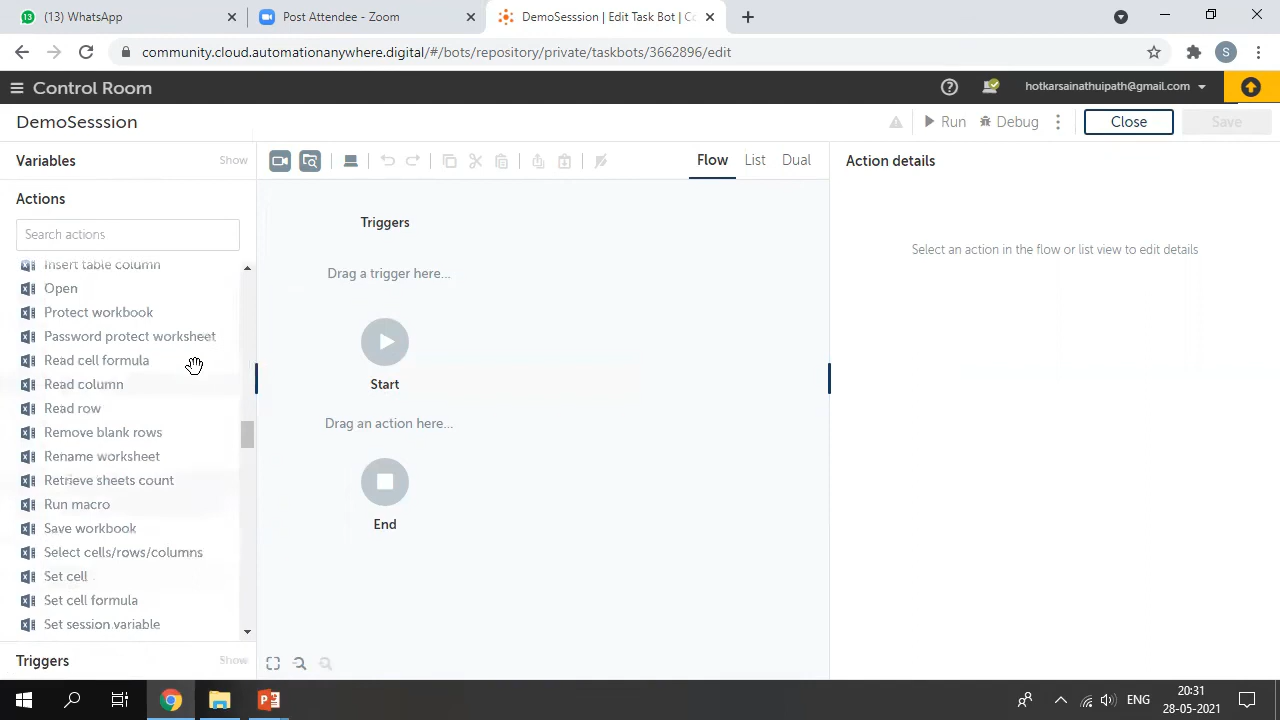 (13) WhatsApp
Post Attendee - Zoom
DemoSesssion | Edit Task Bot | Co
community.cloud.automationanywhere.digital/#/bots/repository/private/taskbots/3662896/edit
S
Control Room
hotkarsainathuipath@gmail.com
DemoSesssion
Run
Debug
Close
Save
Variables
Show
Flow
List
Dual
Action details
Actions
Search actions
Insert table column
Open
Protect workbook
Password protect worksheet
Read cell formula
Read column
Read row
Remove blank rows
Rename worksheet
Retrieve sheets count
Run macro
Save workbook
Select cells/rows/columns
Set cell
Set cell formula
Set session variable
Triggers
Show
Triggers
Drag a trigger here...
Start
Drag an action here...
End
Select an action in the flow or list view to edit details
ENG
20:31
28-05-2021